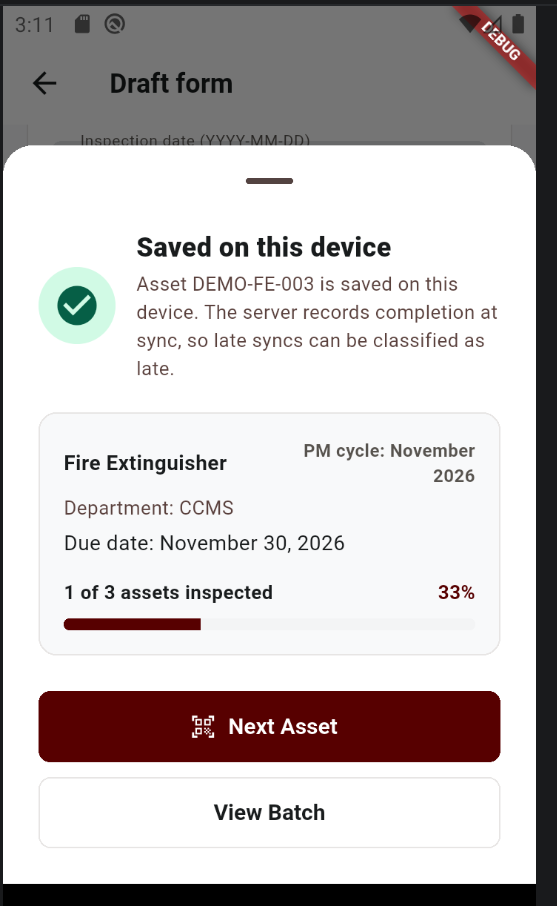 3:11
DEBUG
Draft form
Inspection date (YYYY-MM-DD)
Saved on this device
Asset DEMO-FE-003 is saved on this
device. The server records completion at
sync, so late syncs can be classified as
late.
Fire Extinguisher
PM cycle: November
2026
Department: CCMS
Due date: November 30, 2026
1 of 3 assets inspected
33%
Next Asset
View Batch